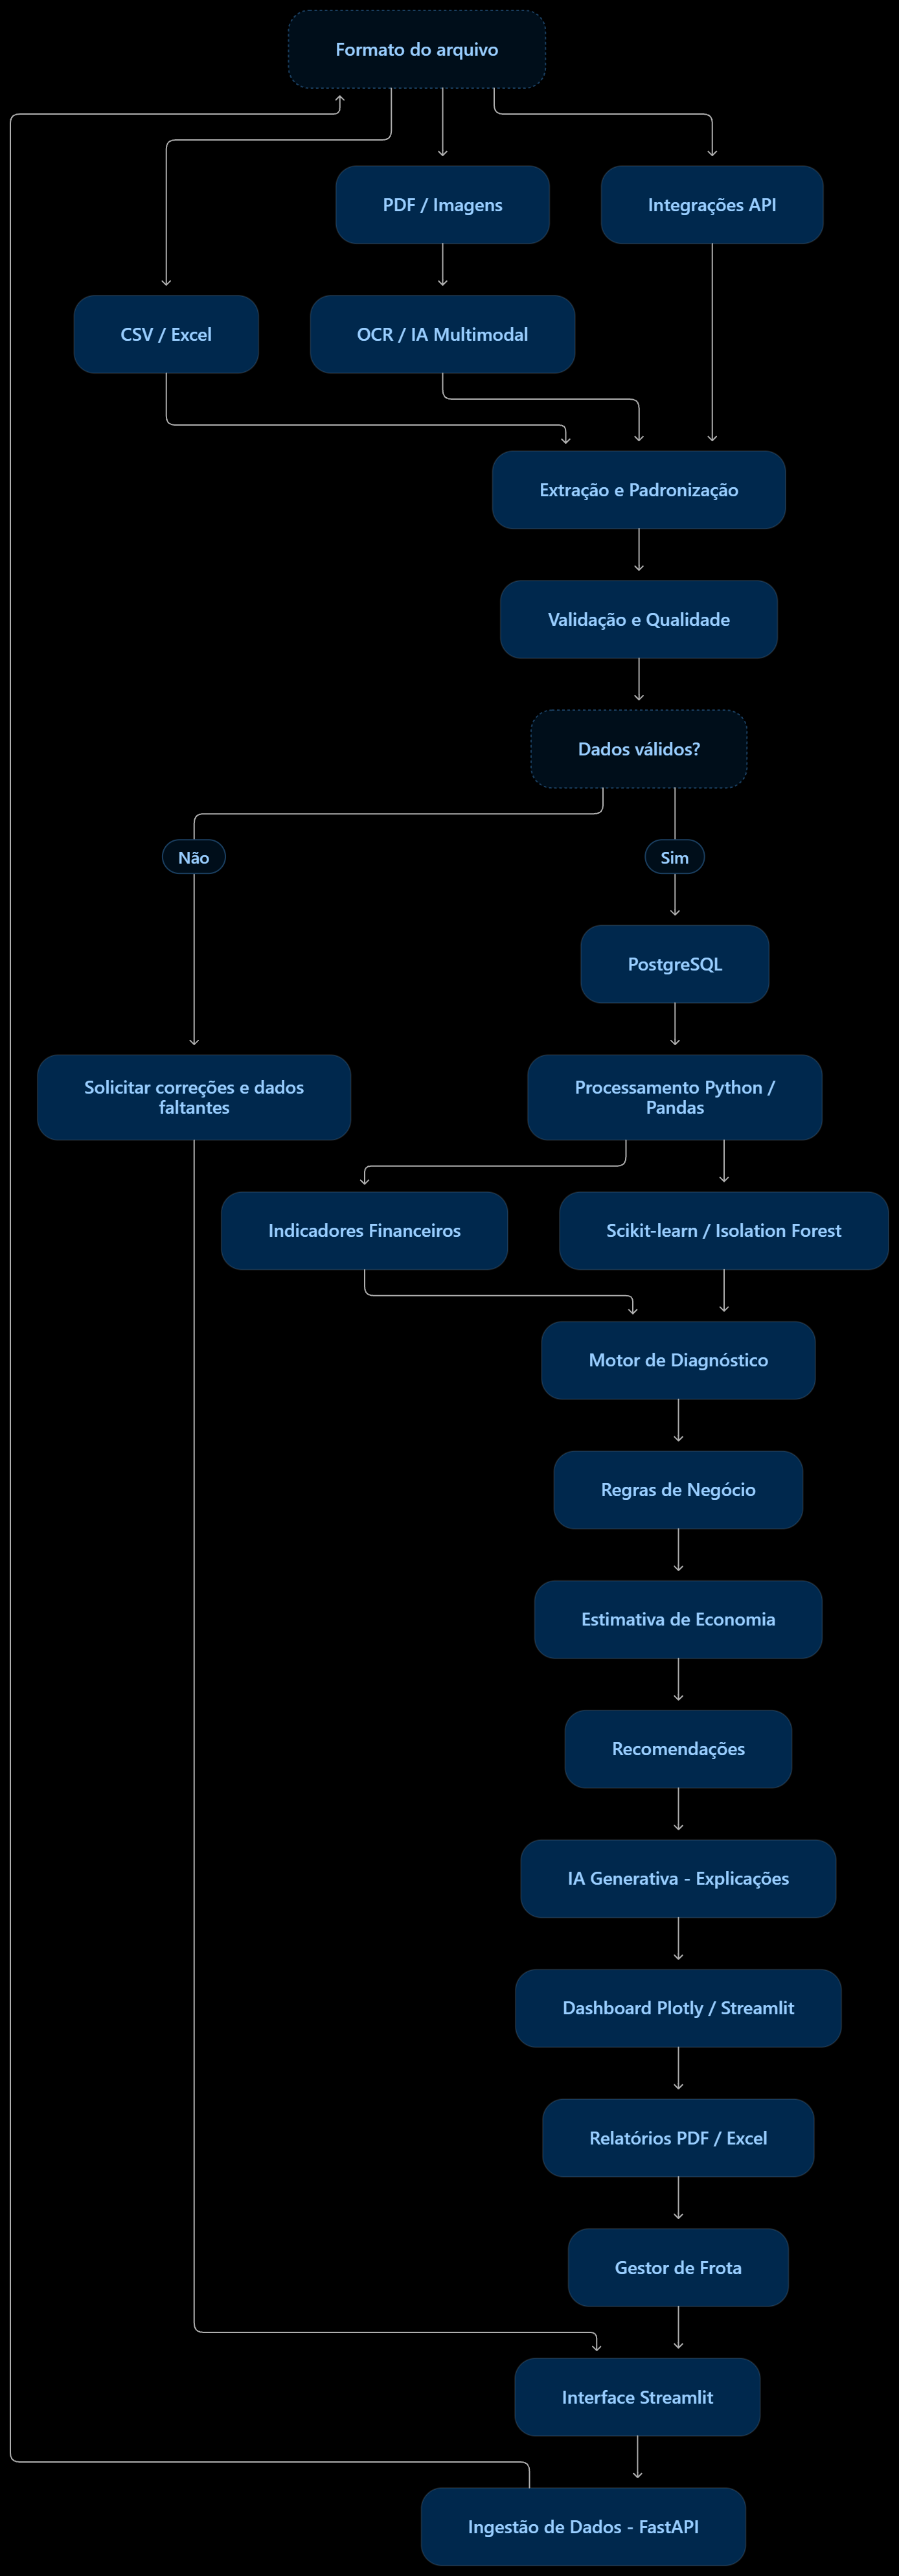 Formato do arquivo
PDF / Imagens
Integrações API
CSV / Excel
OCR / IA Multimodal
Extração e Padronização
Validação e Qualidade
Dados válidos?
Não
Sim
PostgreSQL
Solicitar correções e dados
faltantes
Processamento Python /
Pandas
Indicadores Financeiros
Scikit-learn / Isolation Forest
Motor de Diagnóstico
Regras de Negócio
Estimativa de Economia
Recomendações
IA Generativa - Explicações
Dashboard Plotly / Streamlit
Relatórios PDF / Excel
Gestor de Frota
Interface Streamlit
Ingestão de Dados - FastAPI